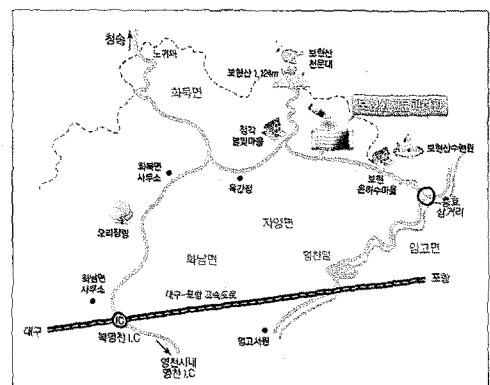 청송
노귀재
화북면
보현산 1,124m
보현산
천문대
정각
별빛마을
보현산수련원
보현
은하수마을
화북면
사무소
옥강정
충효
삼거리
오리장림
자양면
임고면
영천댐
화남면
화남면
사무소
대구-포항 고속도로
포항
대구
IC
북영천 I.C
임고서원
영천시내
영천 I.C